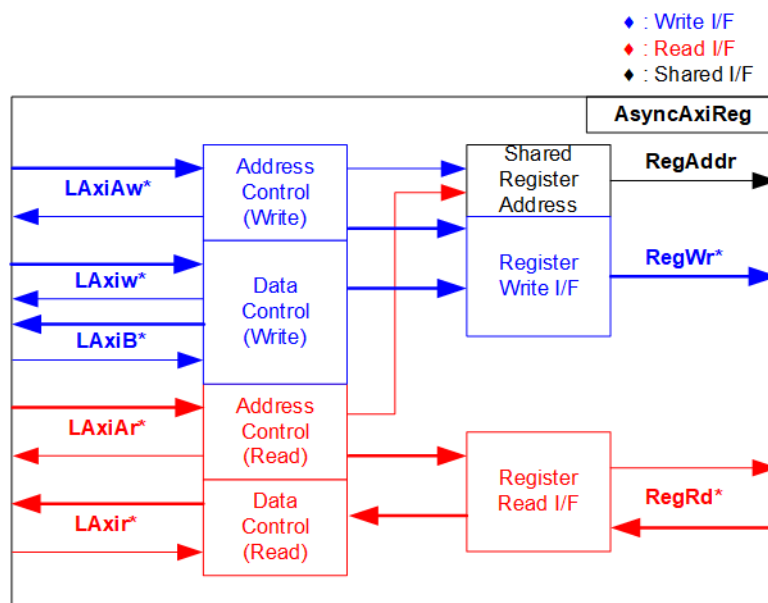 ♦ : Write I/F
♦ : Read I/F
♦ : Shared I/F
AsyncAxiReg
LAxiAw*
Address
Control
(Write)
Shared
Register
Address
RegAddr
LAxiw*
LAxiB*
Data
Control
(Write)
Register
Write I/F
RegWr*
LAxiAr*
Address
Control
(Read)
LAxir*
Data
Control
(Read)
Register
Read I/F
RegRd*